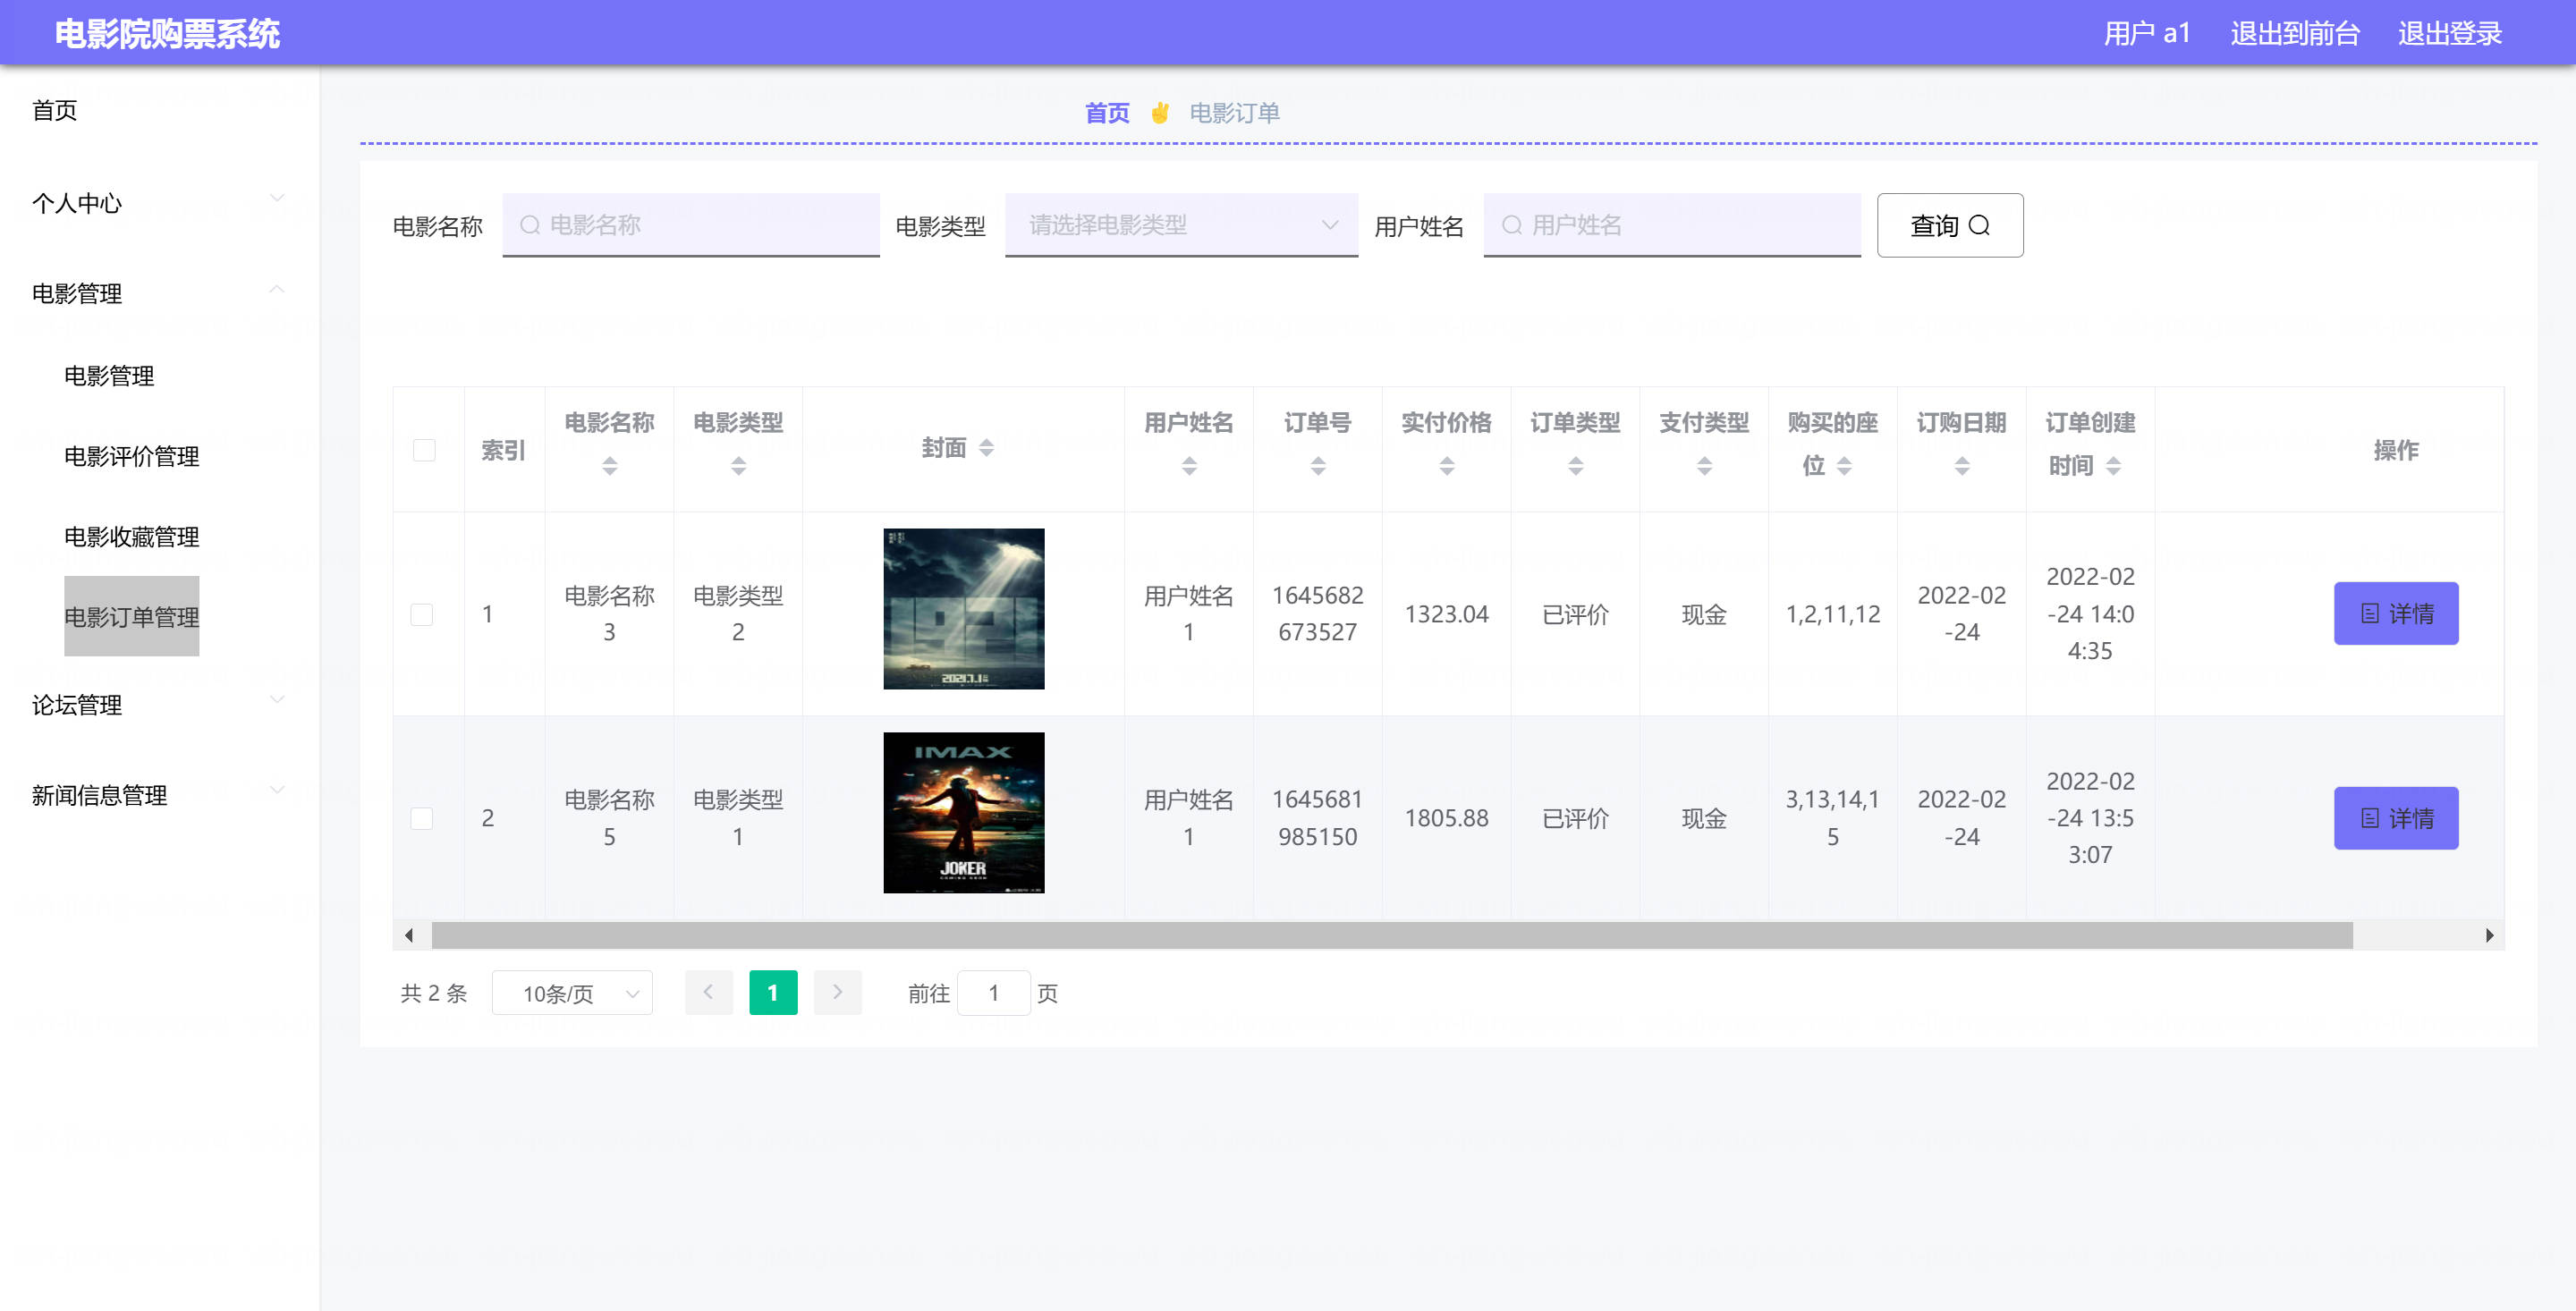 电影院购票系统
用户 a1
退出到前台
退出登录
首页
个人中心
电影管理
电影管理
电影评价管理
电影收藏管理
电影订单管理
论坛管理
新闻信息管理
首页 ✌ 电影订单
电影名称
电影名称
电影类型
请选择电影类型
用户姓名
用户姓名
查询
索引
电影名称
电影类型
封面
用户姓名
订单号
实付价格
订单类型
支付类型
购买的座
位
订购日期
订单创建
时间
操作
1
电影名称
3
电影类型
2
2021.7.1
用户姓名
1
1645682
673527
1323.04
已评价
现金
1,2,11,12
2022-02
-24
2022-02
-24 14:0
4:35
详情
2
电影名称
5
电影类型
1
IMAX
JOKER
用户姓名
1
1645681
985150
1805.88
已评价
现金
3,13,14,1
5
2022-02
-24
2022-02
-24 13:5
3:07
详情
共 2 条
10条/页
1
前往
1
页